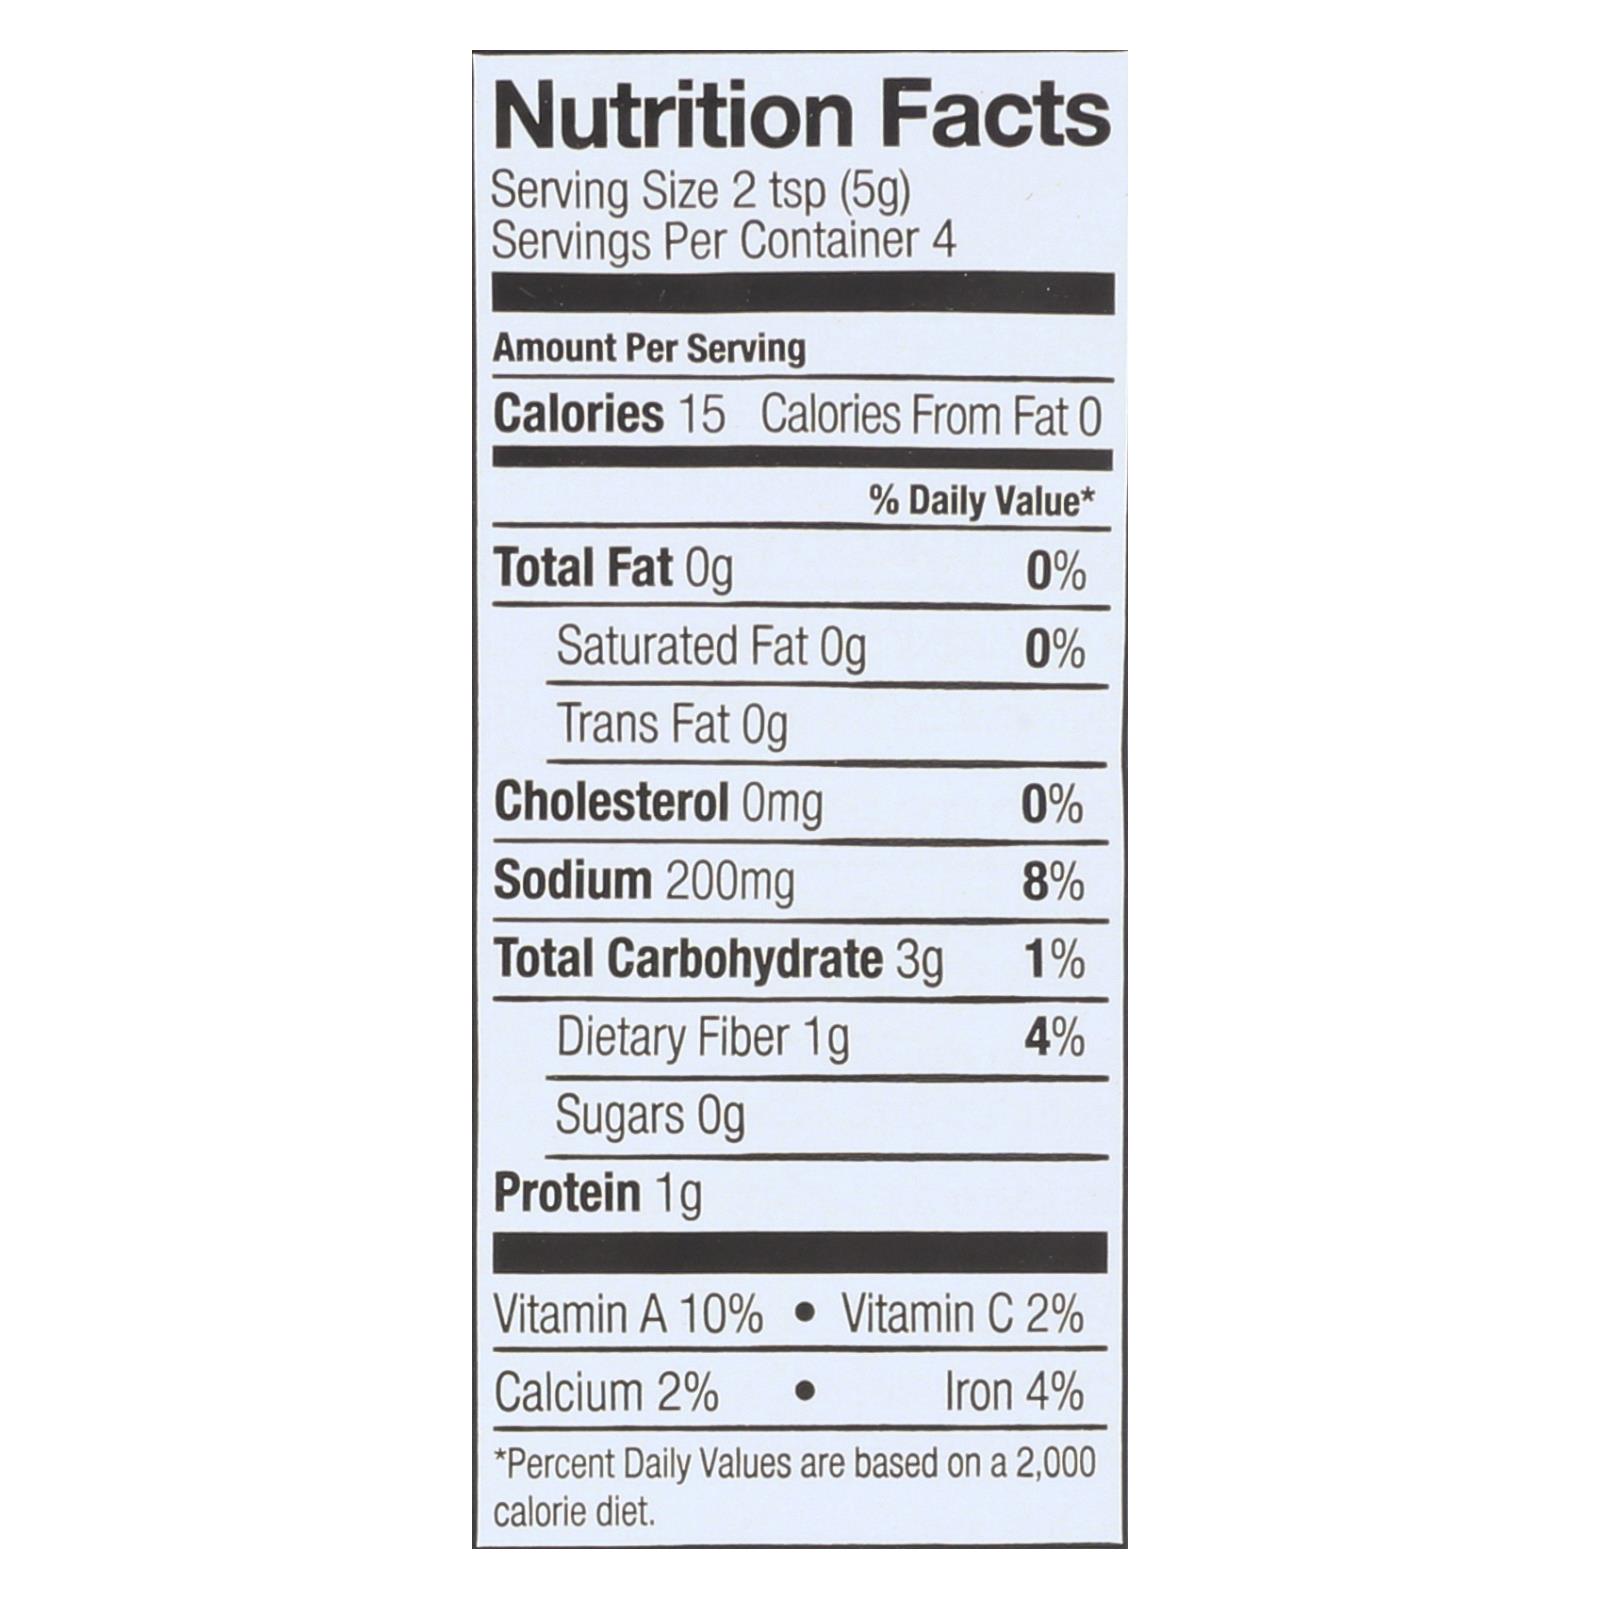 Nutrition Facts
Serving Size 2 tsp (5g)
Servings Per Container 4
Amount Per Serving
Calories 15 Calories From Fat 0
% Daily Value*
Total Fat 0g 0%
Saturated Fat 0g 0%
Trans Fat 0g
Cholesterol 0mg 0%
Sodium 200mg 8%
Total Carbohydrate 3g 1%
Dietary Fiber 1g 4%
Sugars 0g
Protein 1g
Vitamin A 10% • Vitamin C 2%
Calcium 2% • Iron 4%
*Percent Daily Values are based on a 2,000
calorie diet.